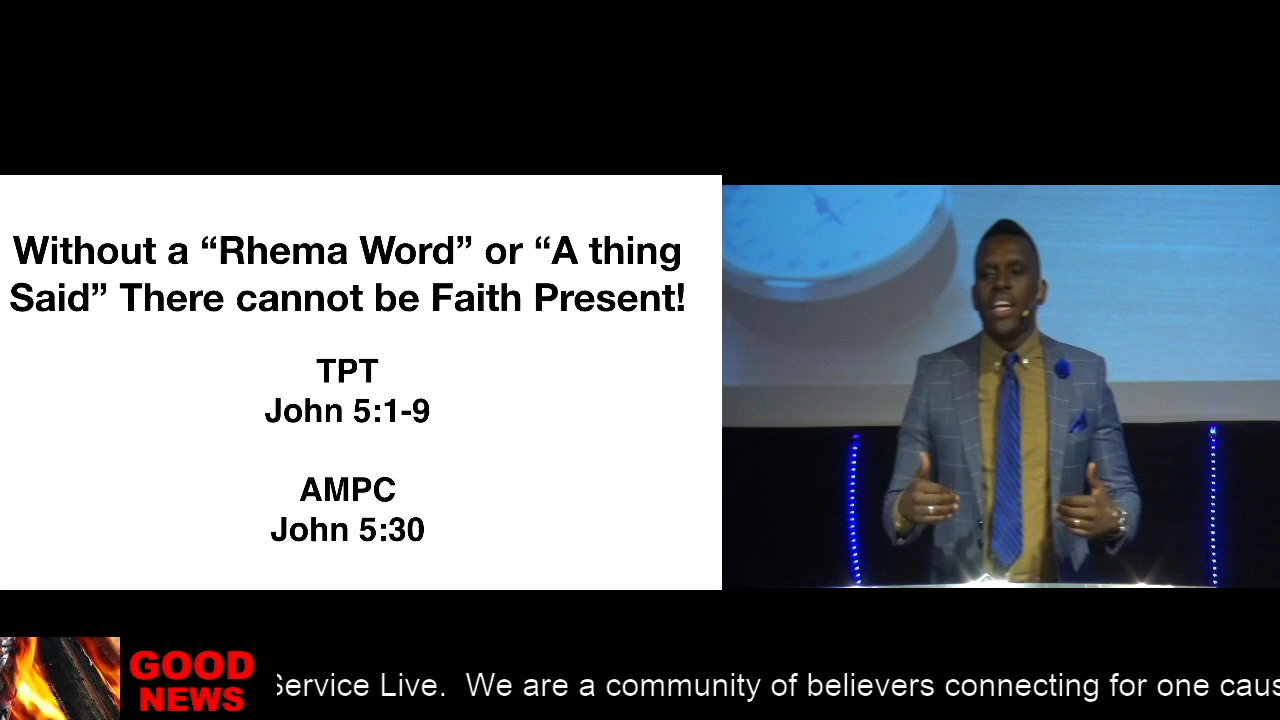 Without a “Rhema Word” or “A thing
Said” There cannot be Faith Present!
TPT
John 5:1-9
AMPC
John 5:30
GOOD
NEWS
Service Live.  We are a community of believers connecting for one